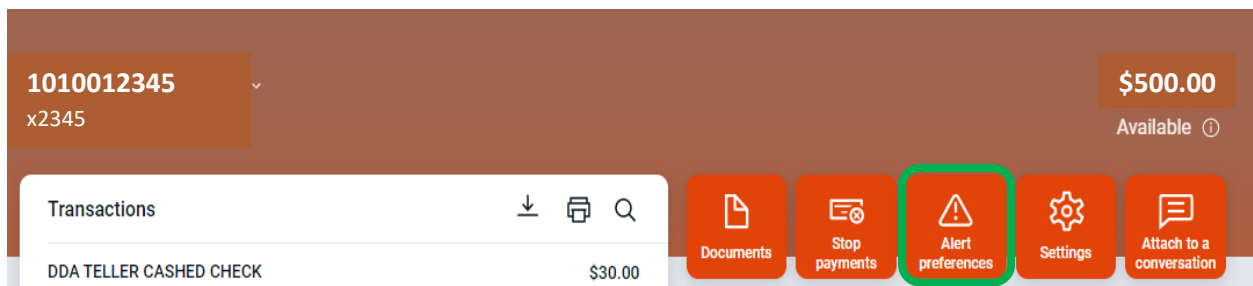 1010012345
x2345
$500.00
Available
Transactions
DDA TELLER CASHED CHECK $30.00
Documents
Stop
payments
Alert
preferences
Settings
Attach to a
conversation